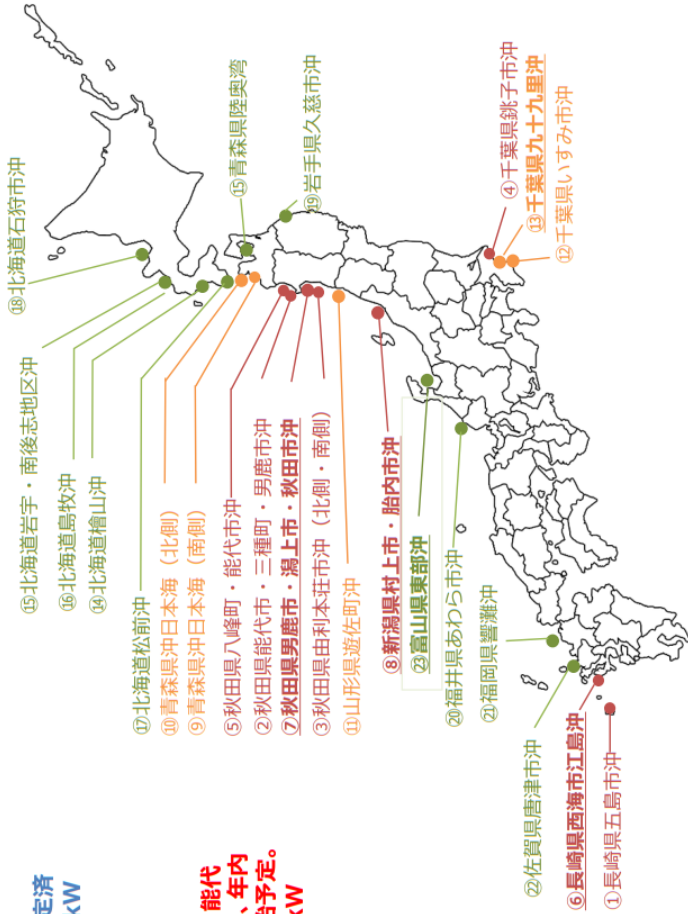 ⑱北海道石狩市沖
⑮北海道岩宇・南後志地区沖
⑯北海道島牧沖
⑭北海道檜山沖
⑰北海道松前沖
⑩青森県沖日本海（北側）
⑨青森県沖日本海（南側）
⑤秋田県八峰町・能代市沖
②秋田県能代市・三種町・男鹿市沖
⑦秋田県男鹿市・潟上市・秋田市沖
③秋田県由利本荘市沖（北側・南側）
⑪山形県遊佐町沖
⑧新潟県村上市・胎内市沖
㉓富山県東部沖
⑳福井県あわら市沖
㉑福岡県響灘沖
㉒佐賀県唐津市沖
⑥長崎県西海市江島沖
①長崎県五島市沖
⑮青森県陸奥湾
⑲岩手県久慈市沖
④千葉県銚子市沖
⑬千葉県九十九里沖
⑫千葉県いすみ市沖
定済
kW
能代
、年内
予定。
kW